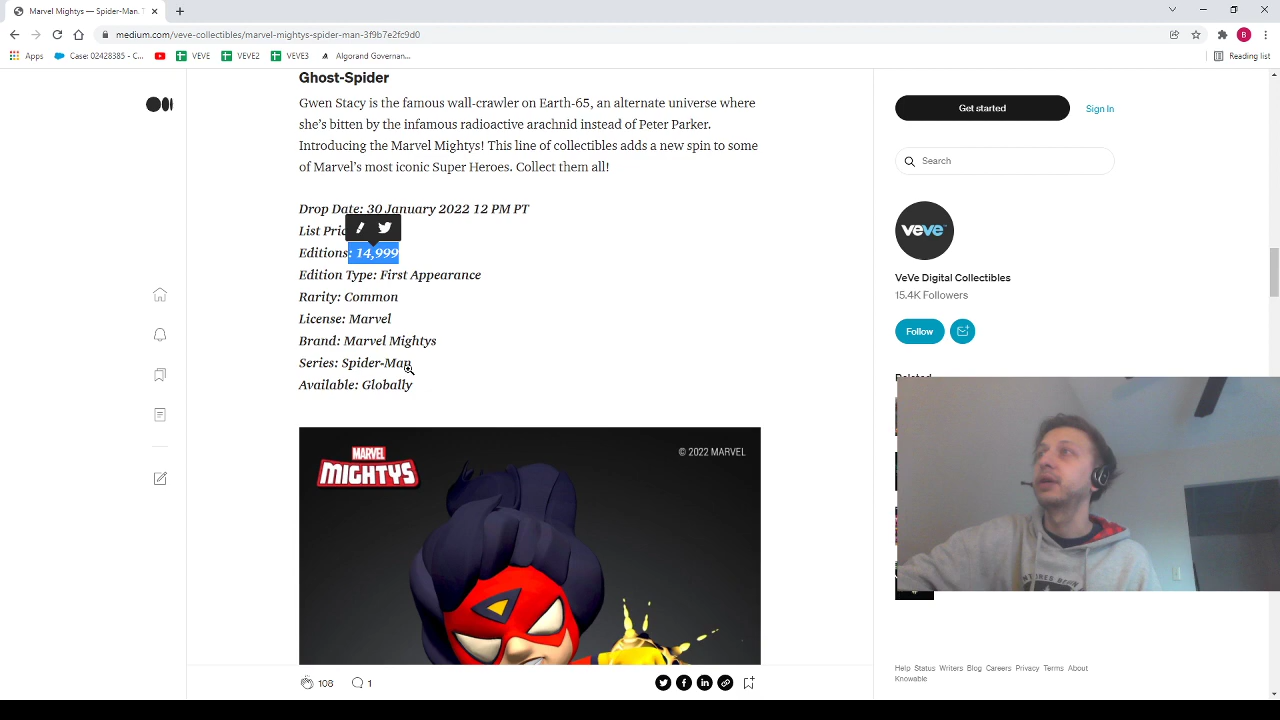 Marvel Mightys — Spider-Man. T
medium.com/veve-collectibles/marvel-mightys-spider-man-3f9b7e2fc9d0
Apps
Case: 02428385 - C...
VEVE
VEVE2
VEVE3
Algorand Governan...
Reading list
B
Ghost-Spider
Gwen Stacy is the famous wall-crawler on Earth-65, an alternate universe where
she's bitten by the infamous radioactive arachnid instead of Peter Parker.
Introducing the Marvel Mightys! This line of collectibles adds a new spin to some
of Marvel's most iconic Super Heroes. Collect them all!
Drop Date: 30 January 2022 12 PM PT
List Pric
Editions: 14,999
Edition Type: First Appearance
Rarity: Common
License: Marvel
Brand: Marvel Mightys
Series: Spider-Man
Available: Globally
MARVEL
MIGHTYS
© 2022 MARVEL
108
1
Get started
Sign In
Search
veve
VeVe Digital Collectibles
15.4K Followers
Follow
Related
Help Status Writers Blog Careers Privacy Terms About
Knowable